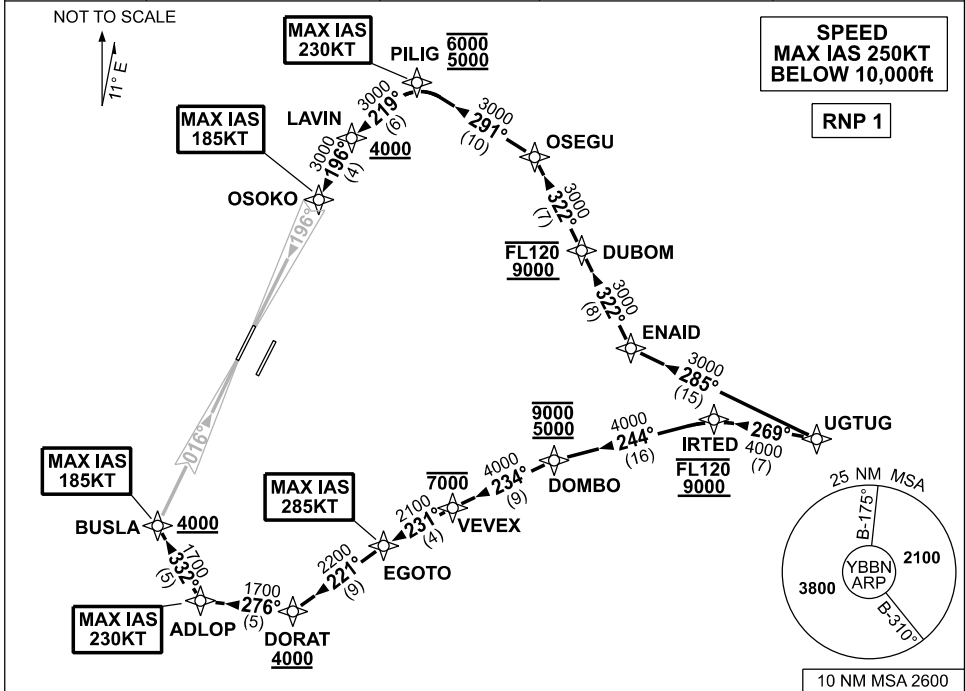 NOT TO SCALE
11° E
MAX IAS
230KT
PILIG
6000
5000
SPEED
MAX IAS 250KT
BELOW 10,000ft
RNP 1
3000
219°
(6)
LAVIN
4000
MAX IAS
185KT
3000
196°
(4)
OSOKO
196°
3000
291°
(10)
OSEGU
3000
322°
(7)
FL120
9000
DUBOM
3000
322°
(8)
ENAID
3000
285°
(15)
UGTUG
269°
4000
(7)
IRTED
FL120
9000
4000
244°
(16)
9000
5000
DOMBO
4000
234°
(9)
7000
VEVEX
2100
231°
(4)
MAX IAS
285KT
EGOTO
2200
221°
(9)
DORAT
4000
1700
276°
(5)
ADLOP
MAX IAS
230KT
1700
332°
(5)
MAX IAS
185KT
BUSLA
4000
016°
25 NM MSA
B-175°
2100
YBBN
ARP
3800
B-310°
10 NM MSA 2600